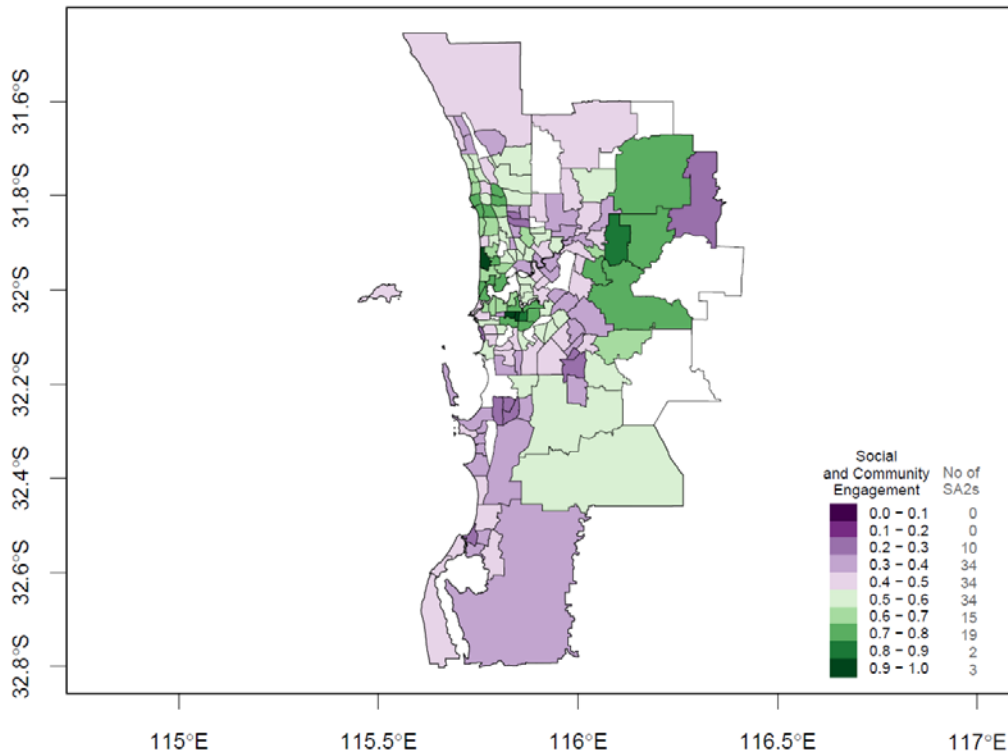 31.6°S
31.8°S
32°S
32.2°S
32.4°S
32.6°S
32.8°S
115°E
115.5°E
116°E
116.5°E
117°E
Social and Community Engagement
No of SA2s
0.0 – 0.1 0
0.1 – 0.2 0
0.2 – 0.3 10
0.3 – 0.4 34
0.4 – 0.5 34
0.5 – 0.6 34
0.6 – 0.7 15
0.7 – 0.8 19
0.8 – 0.9 2
0.9 – 1.0 3